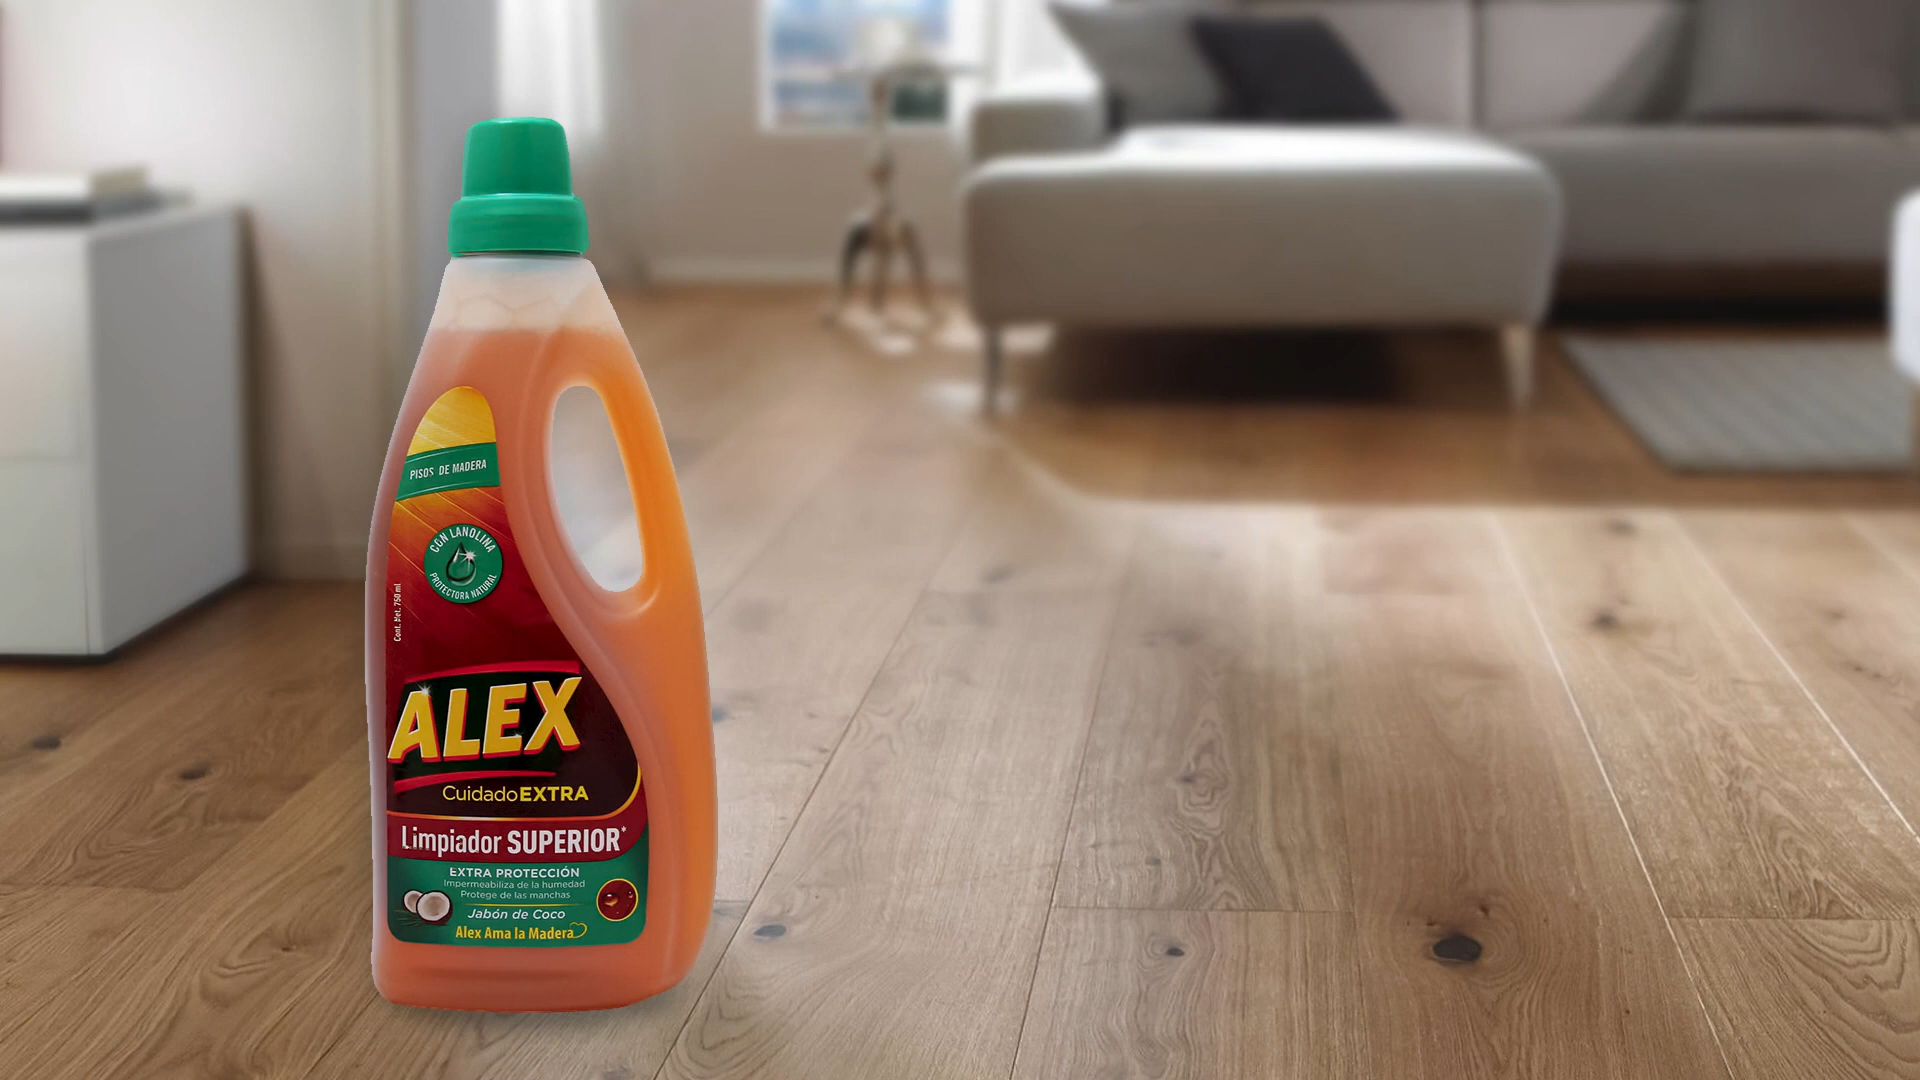 PISOS DE MADERA
CON LANOLINA
PROTECTORA NATURAL
Cont. Net. 750 ml
ALEX
CuidadoEXTRA
Limpiador SUPERIOR*
EXTRA PROTECCIÓN
Impermeabiliza de la humedad
Protege de las manchas
Jabón de Coco
Alex Ama la Madera